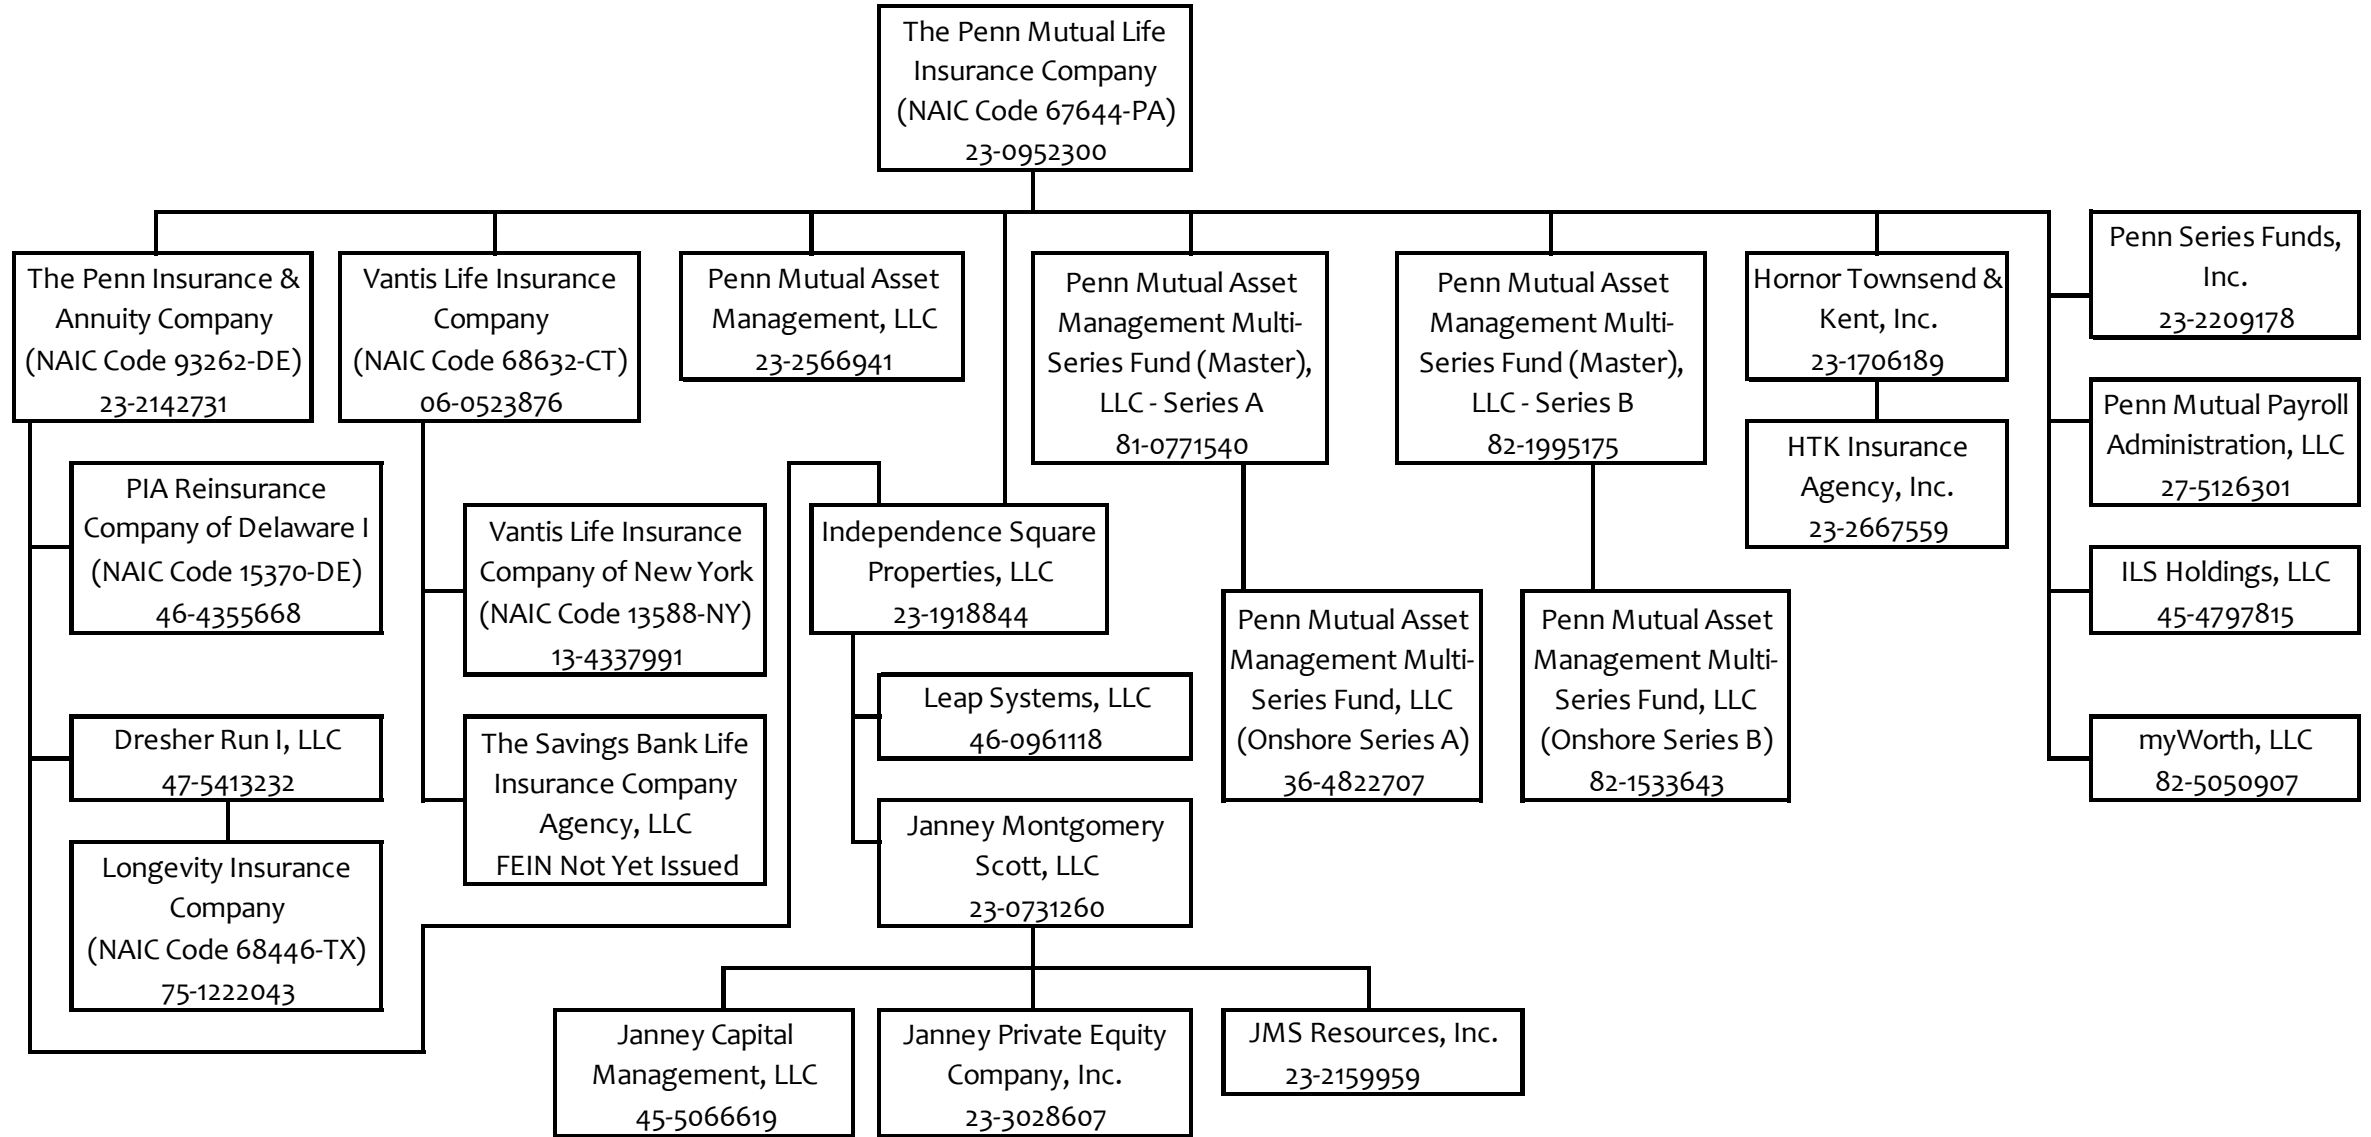 The Penn Mutual Life
Insurance Company
(NAIC Code 67644-PA)
23-0952300
The Penn Insurance &
Annuity Company
(NAIC Code 93262-DE)
23-2142731
Vantis Life Insurance
Company
(NAIC Code 68632-CT)
06-0523876
Penn Mutual Asset
Management, LLC
23-2566941
Penn Mutual Asset
Management Multi-
Series Fund (Master),
LLC - Series A
81-0771540
Penn Mutual Asset
Management Multi-
Series Fund (Master),
LLC - Series B
82-1995175
Hornor Townsend &
Kent, Inc.
23-1706189
Penn Series Funds,
Inc.
23-2209178
Penn Mutual Payroll
Administration, LLC
27-5126301
HTK Insurance
Agency, Inc.
23-2667559
PIA Reinsurance
Company of Delaware I
(NAIC Code 15370-DE)
46-4355668
Vantis Life Insurance
Company of New York
(NAIC Code 13588-NY)
13-4337991
Independence Square
Properties, LLC
23-1918844
ILS Holdings, LLC
45-4797815
Penn Mutual Asset
Management Multi-
Series Fund, LLC
(Onshore Series A)
36-4822707
Penn Mutual Asset
Management Multi-
Series Fund, LLC
(Onshore Series B)
82-1533643
Leap Systems, LLC
46-0961118
Dresher Run I, LLC
47-5413232
The Savings Bank Life
Insurance Company
Agency, LLC
FEIN Not Yet Issued
myWorth, LLC
82-5050907
Janney Montgomery
Scott, LLC
23-0731260
Longevity Insurance
Company
(NAIC Code 68446-TX)
75-1222043
Janney Capital
Management, LLC
45-5066619
Janney Private Equity
Company, Inc.
23-3028607
JMS Resources, Inc.
23-2159959